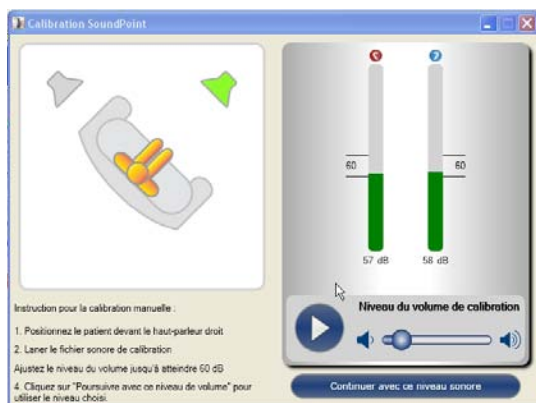 Calibration SoundPoint
60
60
57 dB
58 dB
Niveau du volume de calibration
Continuer avec ce niveau sonore
Instruction pour la calibration manuelle :
1. Positionnez le patient devant le haut-parleur droit
2. Laner le fichier sonore de calibration
Ajustez le niveau du volume jusqu'à atteindre 60 dB
4. Cliquez sur "Poursuivre avec ce niveau de volume" pour
utiliser le niveau choisi.